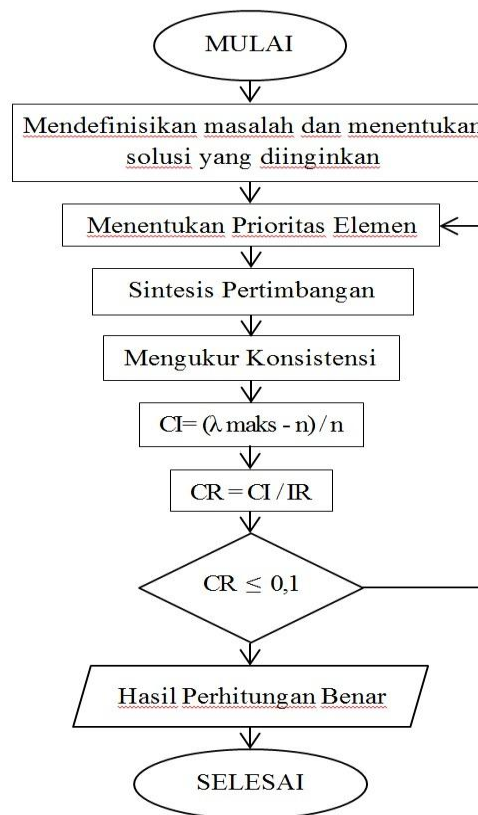 MULAI
Mendefinisikan masalah dan menentukan
solusi yang diinginkan
Menentukan Prioritas Elemen
Sintesis Pertimbangan
Mengukur Konsistensi
CI= (λ maks - n) / n
CR = CI / IR
CR ≤ 0,1
Hasil Perhitungan Benar
SELESAI